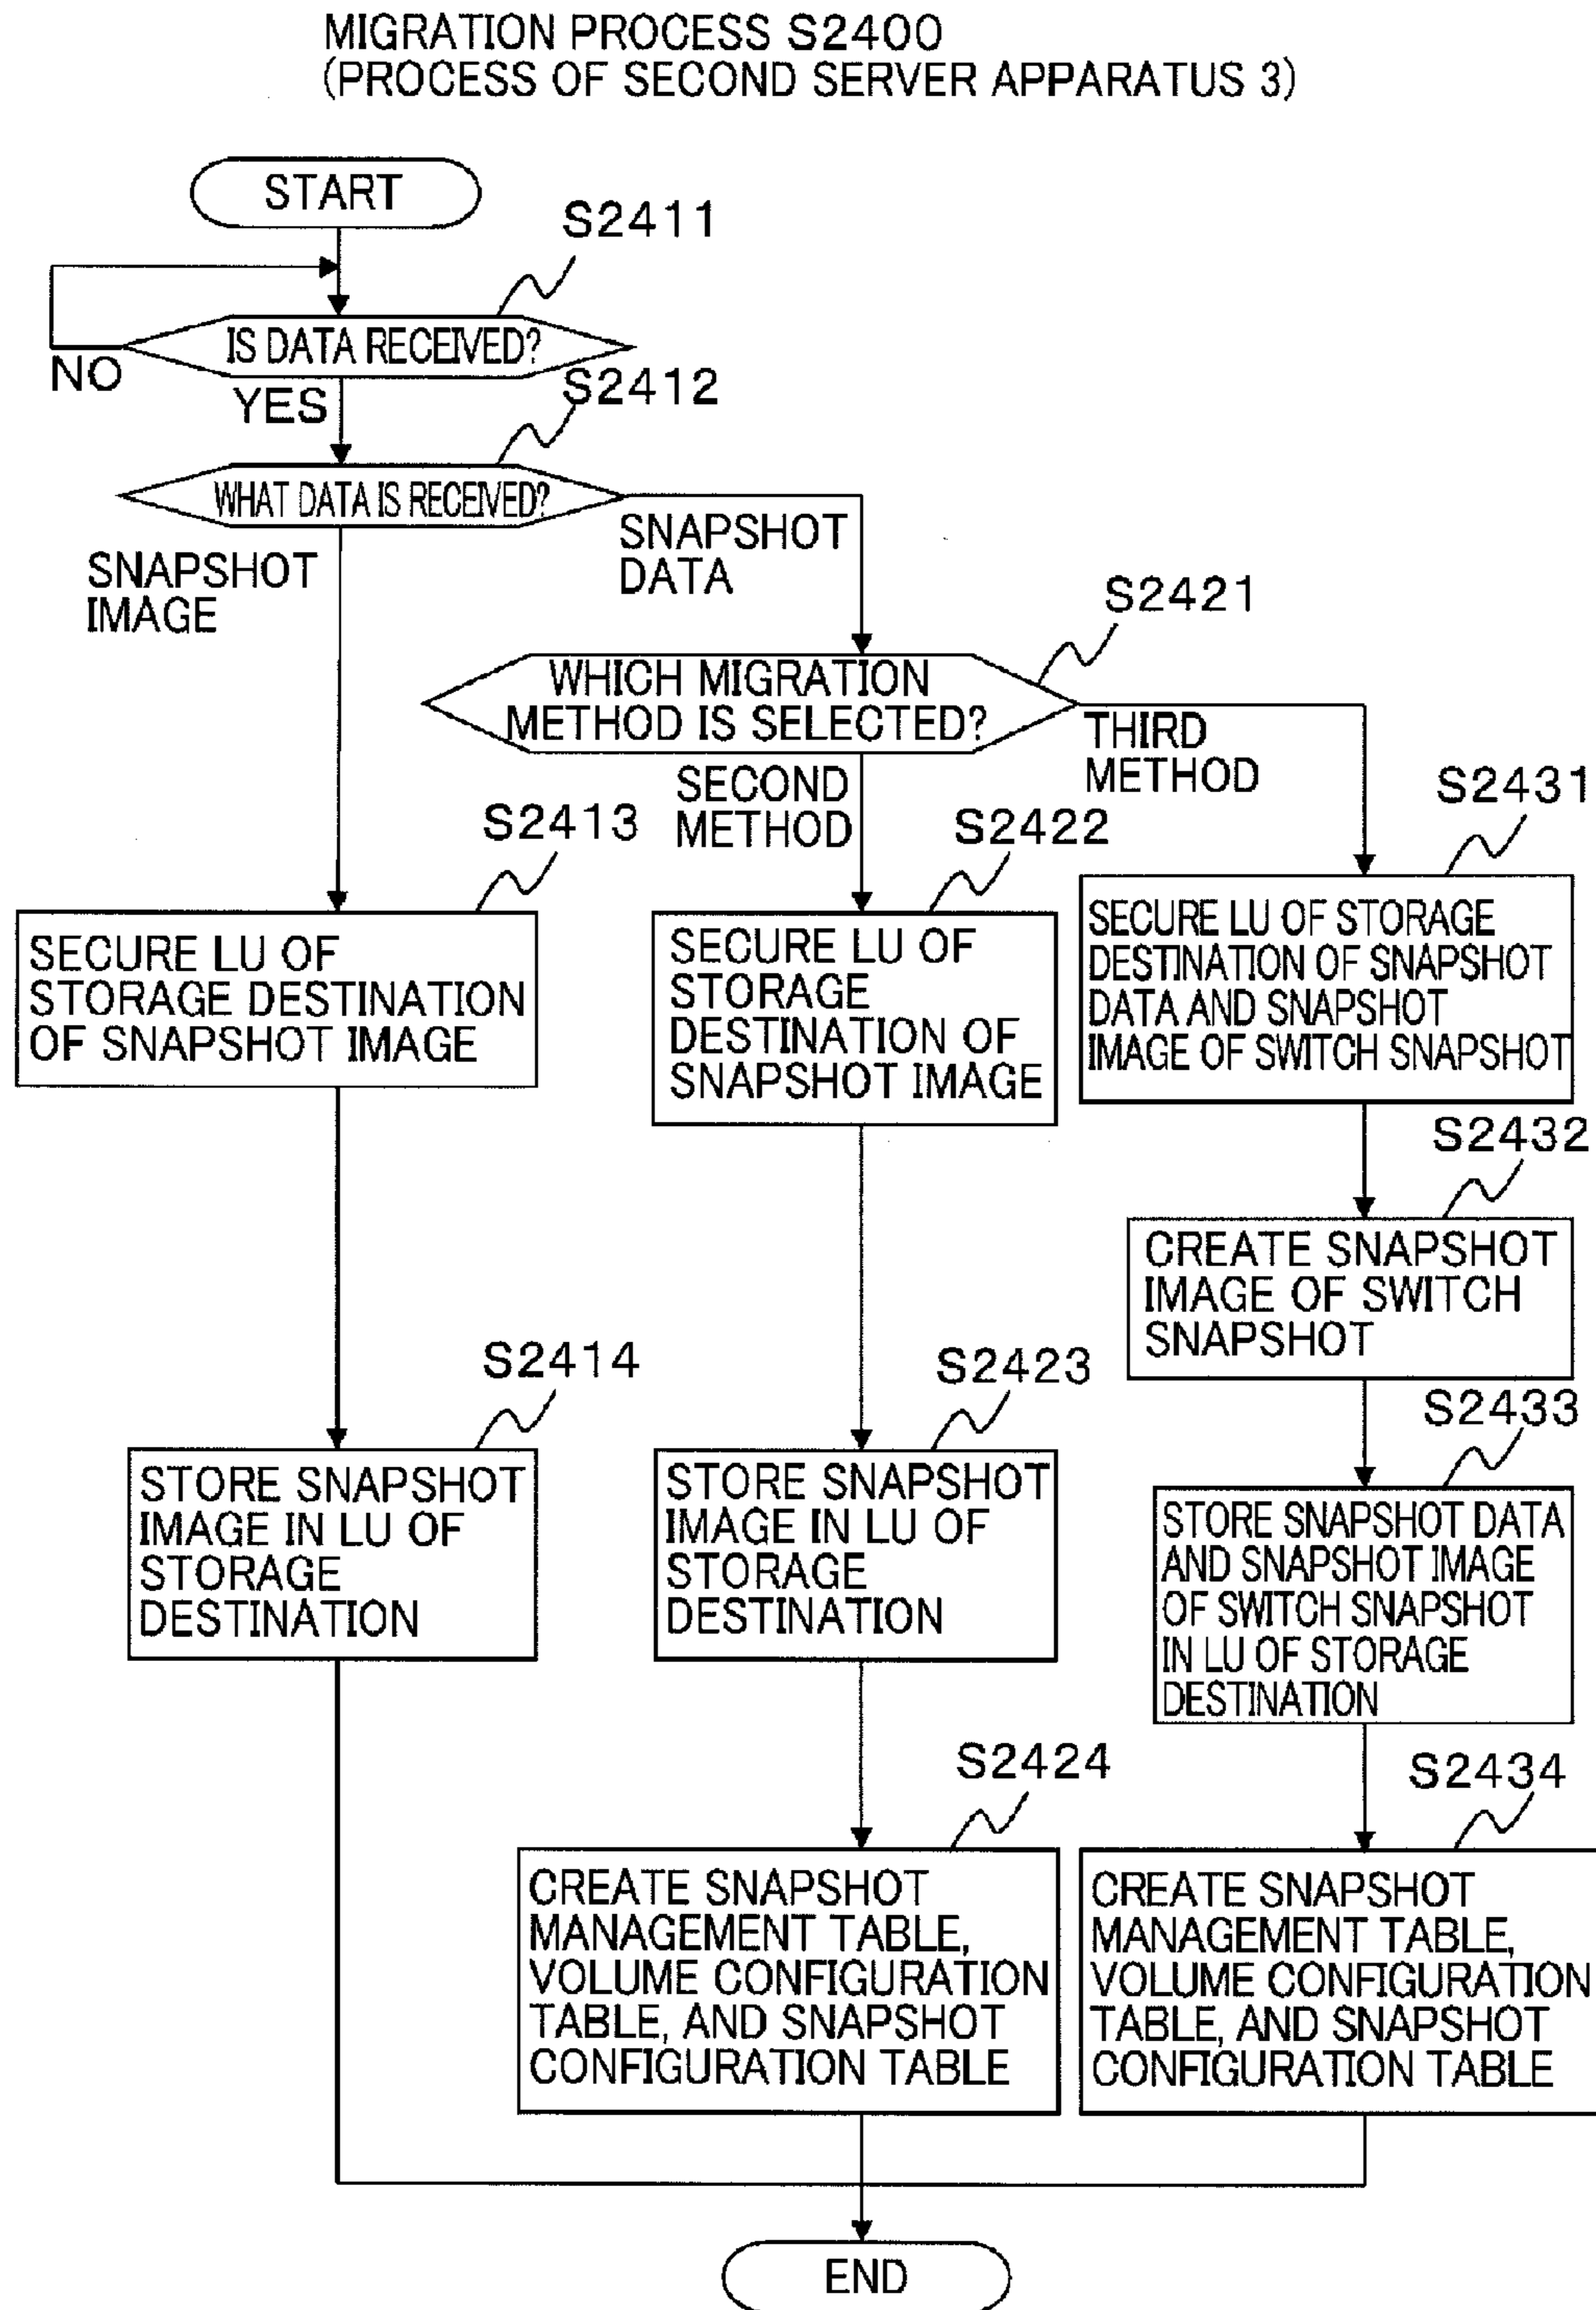 MIGRATION PROCESS S2400
(PROCESS OF SECOND SERVER APPARATUS 3)
START
S2411
IS DATA RECEIVED?
NO
YES
S2412
WHAT DATA IS RECEIVED?
SNAPSHOT
IMAGE
SNAPSHOT
DATA
S2421
WHICH MIGRATION
METHOD IS SELECTED?
SECOND
METHOD
THIRD
METHOD
S2413
SECURE LU OF
STORAGE DESTINATION
OF SNAPSHOT IMAGE
S2422
SECURE LU OF
STORAGE
DESTINATION OF
SNAPSHOT IMAGE
S2431
SECURE LU OF STORAGE
DESTINATION OF SNAPSHOT
DATA AND SNAPSHOT
IMAGE OF SWITCH SNAPSHOT
S2432
CREATE SNAPSHOT
IMAGE OF SWITCH
SNAPSHOT
S2414
STORE SNAPSHOT
IMAGE IN LU OF
STORAGE
DESTINATION
S2423
STORE SNAPSHOT
IMAGE IN LU OF
STORAGE
DESTINATION
S2433
STORE SNAPSHOT DATA
AND SNAPSHOT IMAGE
OF SWITCH SNAPSHOT
IN LU OF STORAGE
DESTINATION
S2424
CREATE SNAPSHOT
MANAGEMENT TABLE,
VOLUME CONFIGURATION
TABLE, AND SNAPSHOT
CONFIGURATION TABLE
S2434
CREATE SNAPSHOT
MANAGEMENT TABLE,
VOLUME CONFIGURATION
TABLE, AND SNAPSHOT
CONFIGURATION TABLE
END